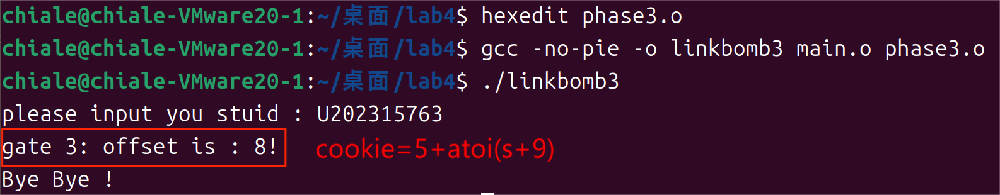 chiale@chiale-VMware20-1:~/桌面/lab4$ hexedit phase3.o
chiale@chiale-VMware20-1:~/桌面/lab4$ gcc -no-pie -o linkbomb3 main.o phase3.o
chiale@chiale-VMware20-1:~/桌面/lab4$ ./linkbomb3
please input you stuid : U202315763
gate 3: offset is : 8! cookie=5+atoi(s+9)
Bye Bye !